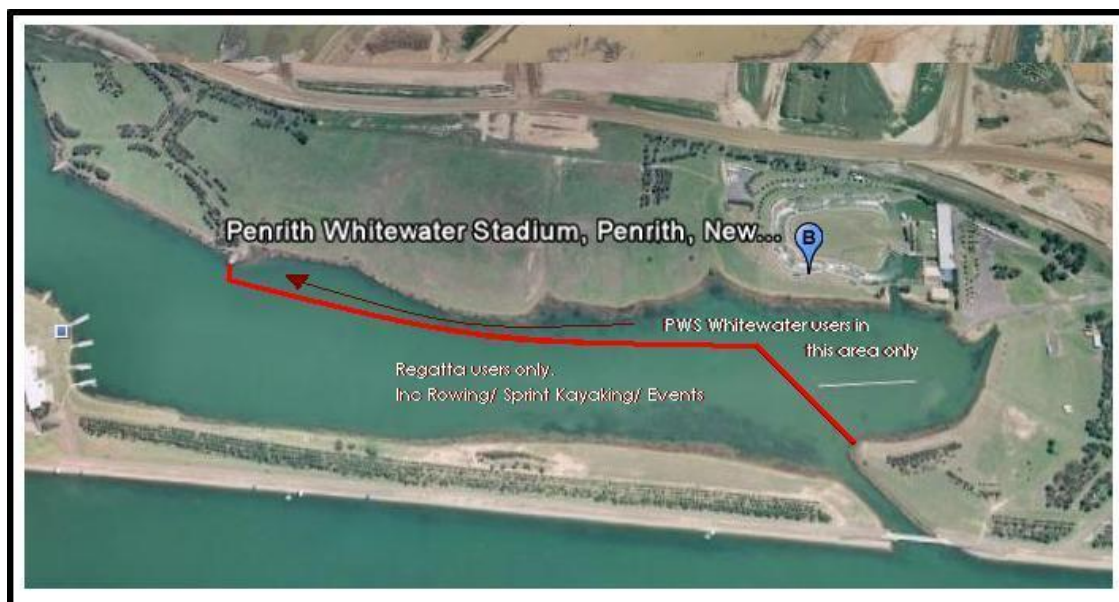 Penrith Whitewater Stadium, Penrith, New...
B
PWS Whitewater users in
this area only
Regatta users only.
Inc Rowing/ Sprint Kayaking/ Events